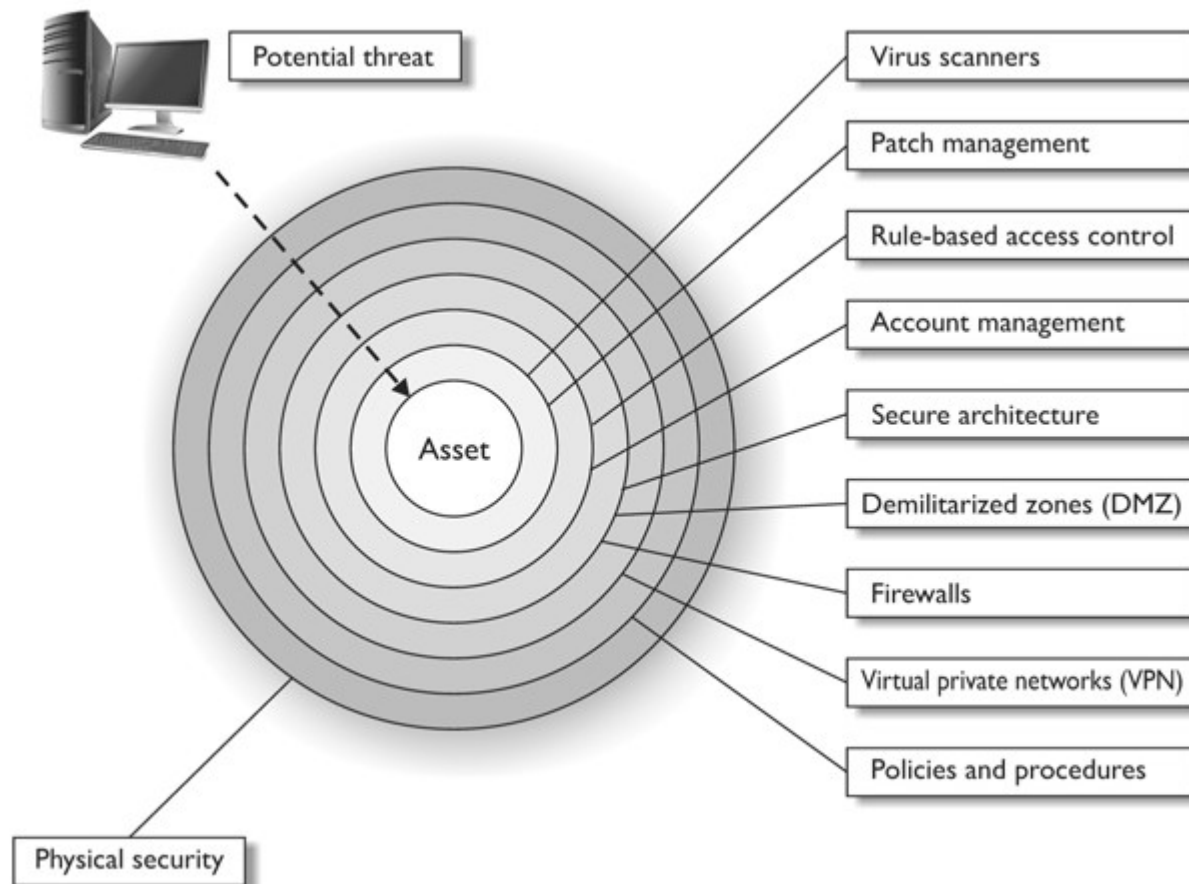 Potential threat
Virus scanners
Patch management
Rule-based access control
Account management
Secure architecture
Asset
Demilitarized zones (DMZ)
Firewalls
Virtual private networks (VPN)
Policies and procedures
Physical security